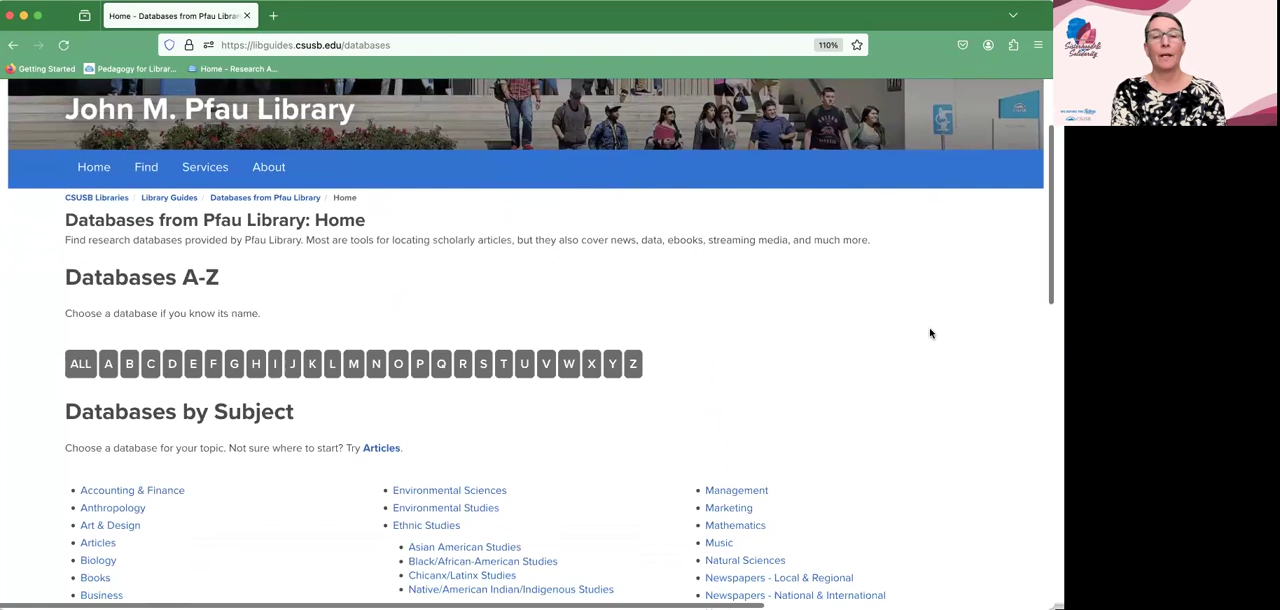 Home - Databases from Pfau Librar
https://libguides.csusb.edu/databases
110%
Getting Started
Pedagogy for Librar...
Home - Research A...
John M. Pfau Library
Home Find Services About
CSUSB Libraries / Library Guides / Databases from Pfau Library / Home
Databases from Pfau Library: Home
Find research databases provided by Pfau Library. Most are tools for locating scholarly articles, but they also cover news, data, ebooks, streaming media, and much more.
Databases A-Z
Choose a database if you know its name.
ALL A B C D E F G H I J K L M N O P Q R S T U V W X Y Z
Databases by Subject
Choose a database for your topic. Not sure where to start? Try Articles.
Accounting & Finance
Anthropology
Art & Design
Articles
Biology
Books
Business
Environmental Sciences
Environmental Studies
Ethnic Studies
Asian American Studies
Black/African-American Studies
Chicanx/Latinx Studies
Native/American Indian/Indigenous Studies
Management
Marketing
Mathematics
Music
Natural Sciences
Newspapers - Local & Regional
Newspapers - National & International
Sisterhood &
Solidarity